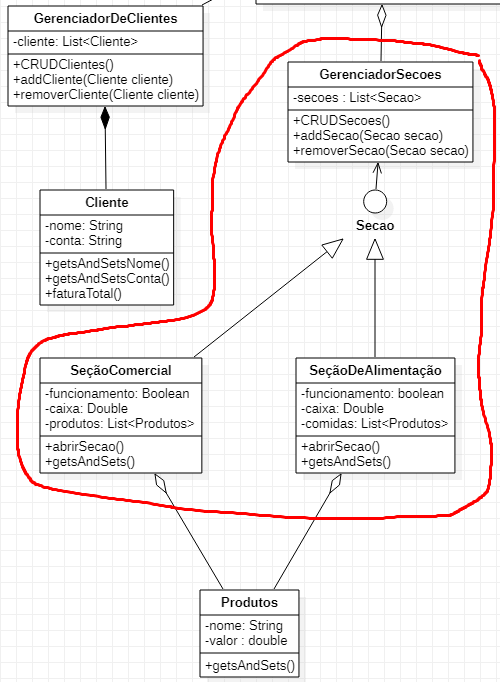 GerenciadorDeClientes
-cliente: List<Cliente>
+CRUDClientes()
+addCliente(Cliente cliente)
+removerCliente(Cliente cliente)
GerenciadorSecoes
-secoes : List<Secao>
+CRUDSecoes()
+addSecao(Secao secao)
+removerSecao(Secao secao)
Cliente
-nome: String
-conta: String
+getsAndSetsNome()
+getsAndSetsConta()
+faturaTotal()
Secao
SeçãoComercial
-funcionamento: Boolean
-caixa: Double
-produtos: List<Produtos>
+abrirSecao()
+getsAndSets()
SeçãoDeAlimentação
-funcionamento: boolean
-caixa: Double
-comidas: List<Produtos>
+abrirSecao()
+getsAndSets()
Produtos
-nome: String
-valor : double
+getsAndSets()